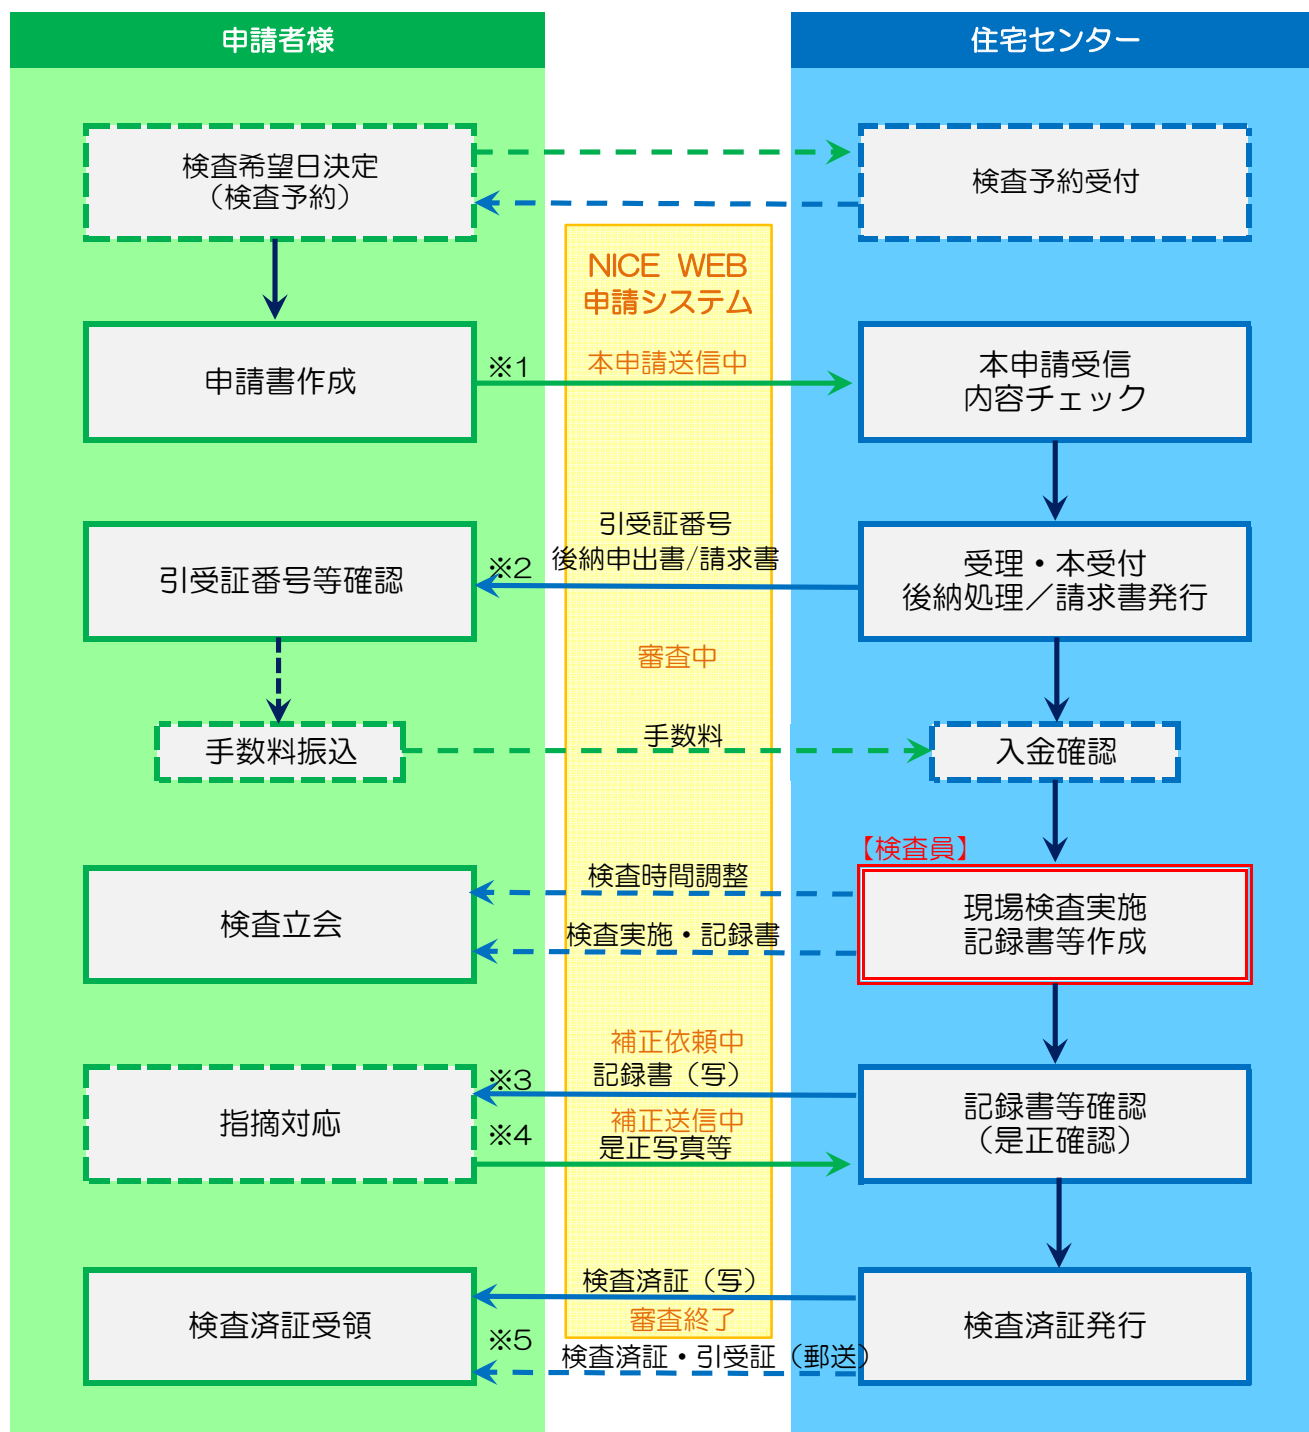 申請者様
住宅センター
検査希望日決定
（検査予約）
検査予約受付
NICE WEB
申請システム
申請書作成
※1
本申請送信中
本申請受信
内容チェック
引受証番号等確認
※2
引受証番号
後納申出書/請求書
受理・本受付
後納処理／請求書発行
審査中
手数料振込
手数料
入金確認
【検査員】
検査立会
検査時間調整
検査実施・記録書
現場検査実施
記録書等作成
指摘対応
※3
補正依頼中
記録書（写）
※4
補正送信中
是正写真等
記録書等確認
（是正確認）
検査済証受領
検査済証（写）
審査終了
※5
検査済証・引受証（郵送）
検査済証発行